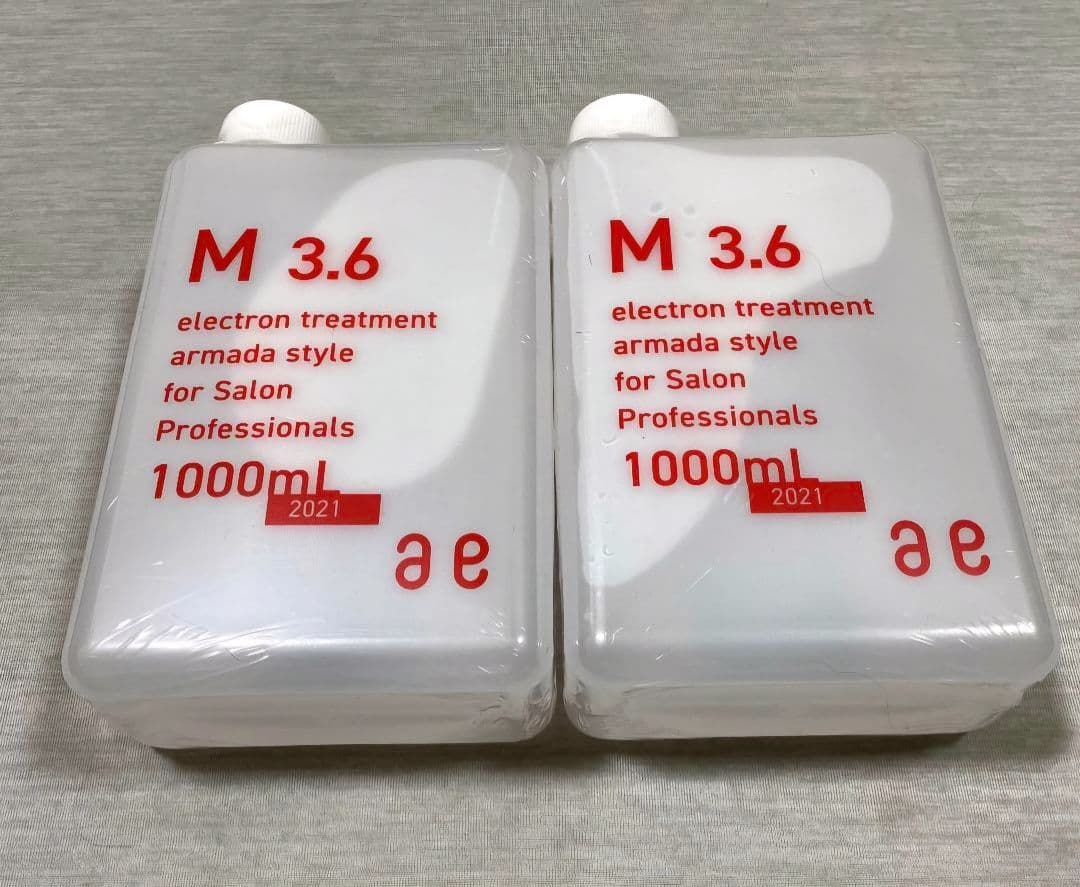 M 3.6
electron treatment
armada style
for Salon
Professionals
1000mL
2021
ae
M 3.6
electron treatment
armada style
for Salon
Professionals
1000mL
2021
ae